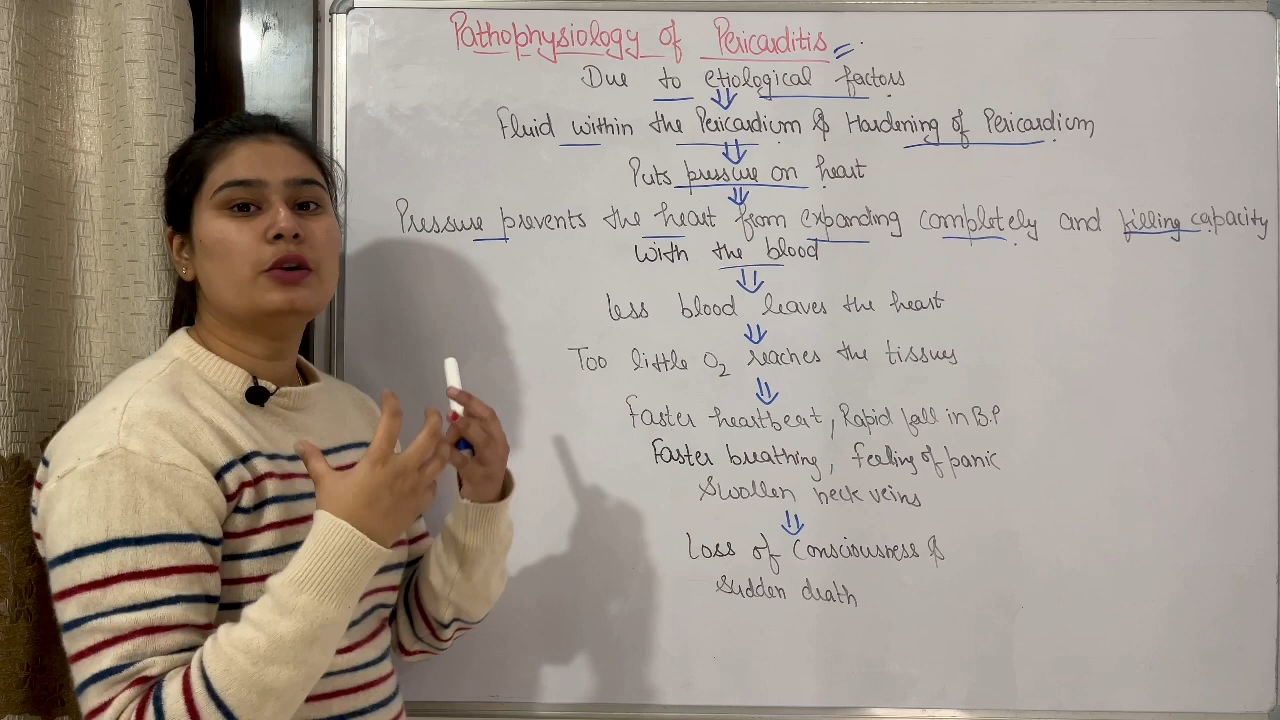 Pathophysiology of Pericarditis
Due to etiological factors
Fluid within the Pericardium & Hardening of Pericardium
Puts pressure on heart
Pressure prevents the heart from expanding completely and filling capacity
with the blood
less blood leaves the heart
Too little O2 reaches the tissues
Faster heartbeat, Rapid fall in B.P
Faster breathing, feeling of panic
Swollen neck veins
Loss of Consciousness &
Sudden death